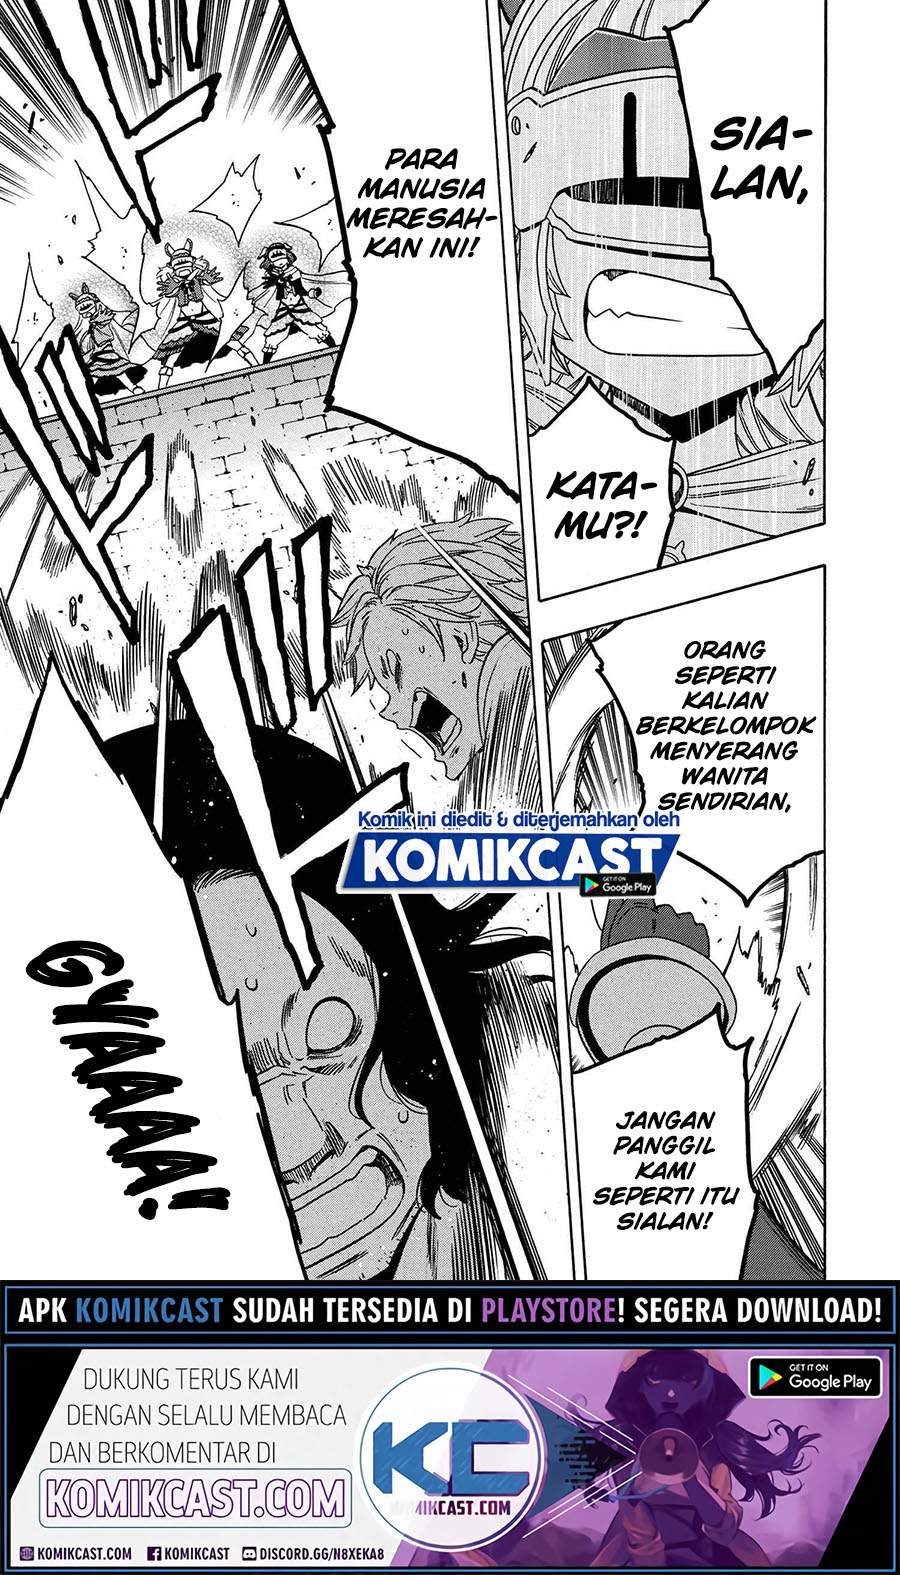 SIA-
LAN,
PARA
MANUSIA
MERESAH-
KAN INI!
KATA-
MU?!
ORANG
SEPERTI
KALIAN
BERKELOMPOK
MENYERANG
WANITA
SENDIRIAN,
Komik ini diedit & diterjemahkan oleh
KOMIKCAST
GET IT ON
Google Play
GYAAAA!
JANGAN
PANGGIL
KAMI
SEPERTI ITU
SIALAN!
APK KOMIKCAST SUDAH TERSEDIA DI PLAYSTORE! SEGERA DOWNLOAD!
DUKUNG TERUS KAMI
DENGAN SELALU MEMBACA
DAN BERKOMENTAR DI
KOMIKCAST.COM
KC
KOMIKCAST.COM
GET IT ON
Google Play
KOMIKCAST.COM
KOMIKCAST
DISCORD.GG/N8XEKA8